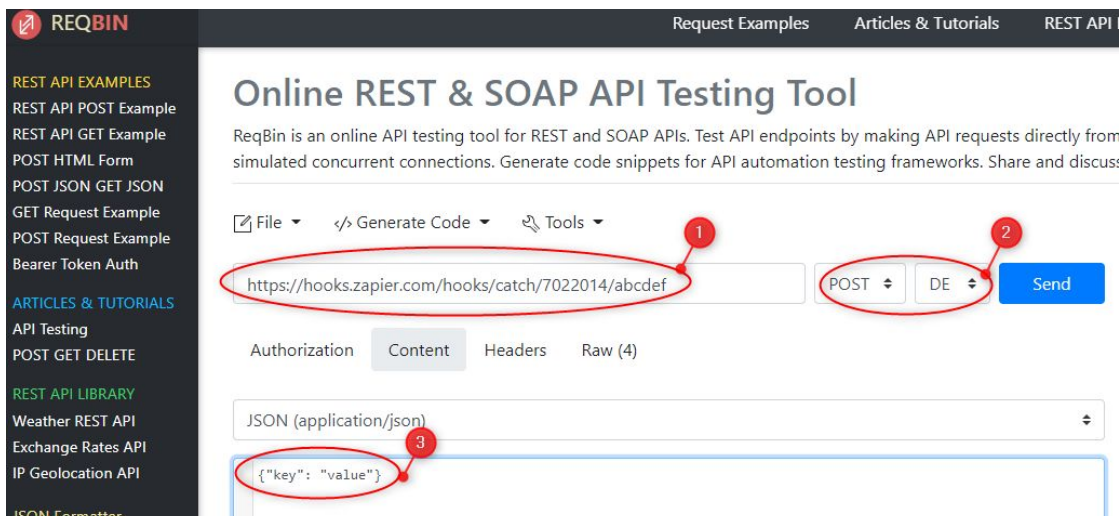 REQBIN
Request Examples Articles & Tutorials REST API
REST API EXAMPLES
REST API POST Example
REST API GET Example
POST HTML Form
POST JSON GET JSON
GET Request Example
POST Request Example
Bearer Token Auth
ARTICLES & TUTORIALS
API Testing
POST GET DELETE
REST API LIBRARY
Weather REST API
Exchange Rates API
IP Geolocation API
JSON Formatter
Online REST & SOAP API Testing Tool
ReqBin is an online API testing tool for REST and SOAP APIs. Test API endpoints by making API requests directly from
simulated concurrent connections. Generate code snippets for API automation testing frameworks. Share and discuss
File </> Generate Code Tools
1 2
https://hooks.zapier.com/hooks/catch/7022014/abcdef POST DE Send
Authorization Content Headers Raw (4)
JSON (application/json)
3
{"key": "value"}